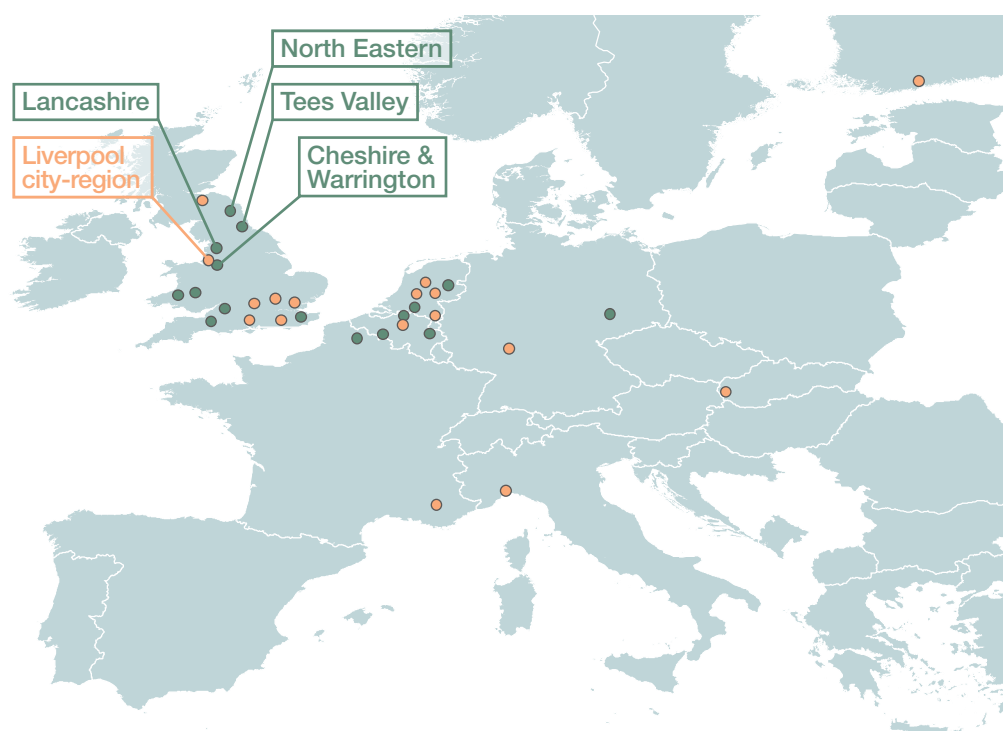 North Eastern
Lancashire
Tees Valley
Liverpool
city-region
Cheshire &
Warrington